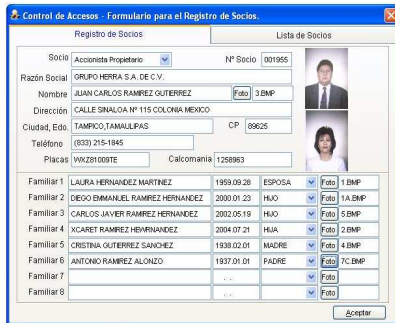 Control de Accesos - Formulario para el Registro de Socios.
Registro de Socios
Lista de Socios
Socio Accionista Propietario Nº Socio 001955
Razón Social GRUPO HERRA S.A. DE C.V.
Nombre JUAN CARLOS RAMIREZ GUTIERREZ Foto 3.BMP
Dirección CALLE SINALOA Nº 115 COLONIA MEXICO
Ciudad, Edo. TAMPICO,TAMAULIPAS CP 89625
Teléfono (833) 215-1845
Placas WXZ81009TE Calcomania 1258963
Familiar 1 LAURA HERNANDEZ MARTINEZ 1959.09.28 ESPOSA Foto 1.BMP
Familiar 2 DIEGO EMMANUEL RAMIREZ HERNANDEZ 2000.01.23 HIJO Foto 1A.BMP
Familiar 3 CARLOS JAVIER RAMIREZ HERNANDEZ 2002.05.19 HIJO Foto 5.BMP
Familiar 4 XCARET RAMIREZ HEVRNANDEZ 2004.07.21 HIJA Foto 2.BMP
Familiar 5 CRISTINA GUTIERREZ SANCHEZ 1938.02.01 MADRE Foto 4.BMP
Familiar 6 ANTONIO RAMIREZ ALONZO 1937.01.01 PADRE Foto 7C.BMP
Familiar 7 . . Foto
Familiar 8 . . Foto
Aceptar